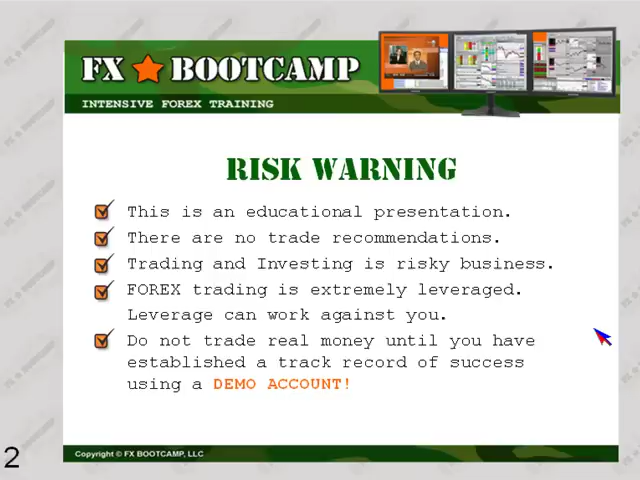 FX BOOTCAMP
INTENSIVE FOREX TRAINING
RISK WARNING
This is an educational presentation.
There are no trade recommendations.
Trading and Investing is risky business.
FOREX trading is extremely leveraged.
Leverage can work against you.
Do not trade real money until you have
established a track record of success
using a DEMO ACCOUNT!
Copyright © FX BOOTCAMP, LLC
2